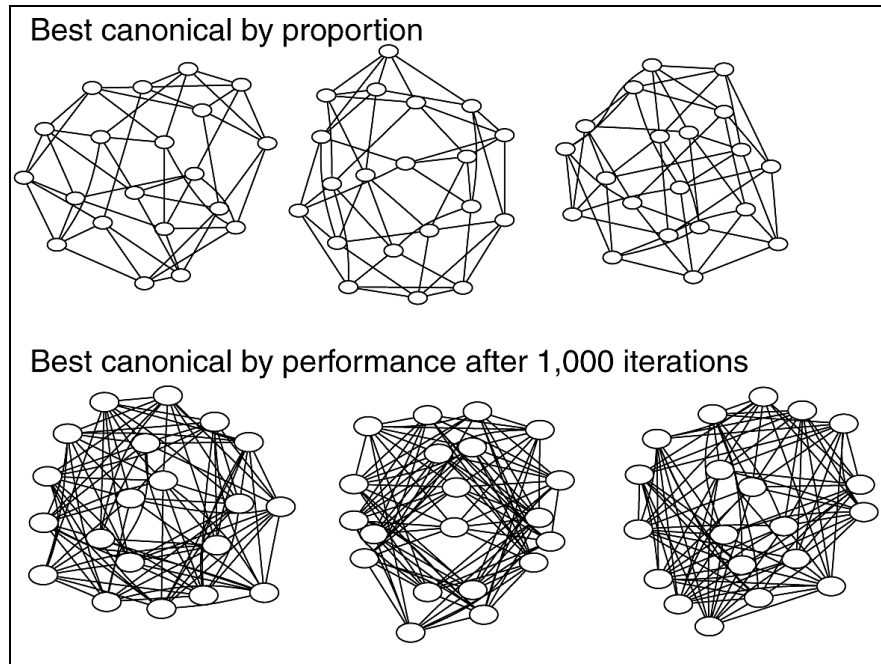 Best canonical by proportion
Best canonical by performance after 1,000 iterations